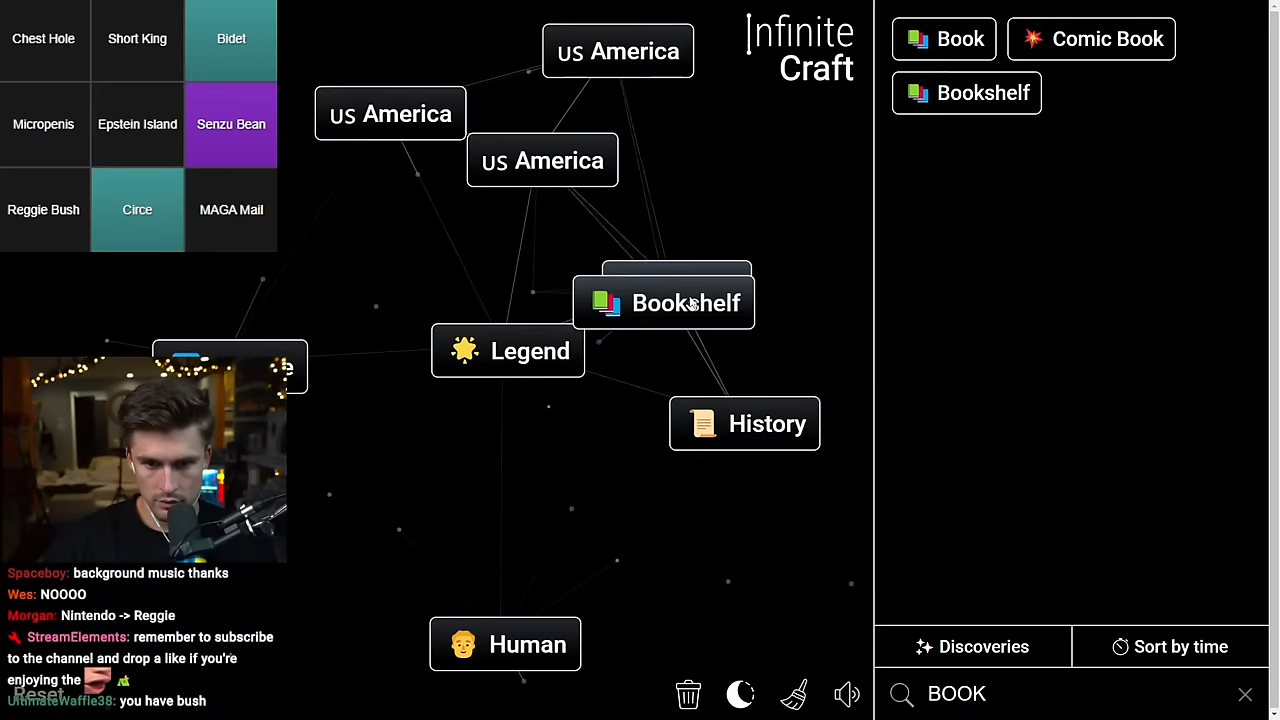 Chest Hole
Short King
Bidet
Micropenis
Epstein Island
Senzu Bean
Reggie Bush
Circe
MAGA Mail
US America
US America
US America
Infinite
Craft
Bookshelf
Legend
History
Human
Spaceboy: background music thanks
Wes: NOOOO
Morgan: Nintendo -> Reggie
StreamElements: remember to subscribe
to the channel and drop a like if you're
enjoying the
Reset
UltimateWaffle38: you have bush
Book
Comic Book
Bookshelf
Discoveries
Sort by time
BOOK